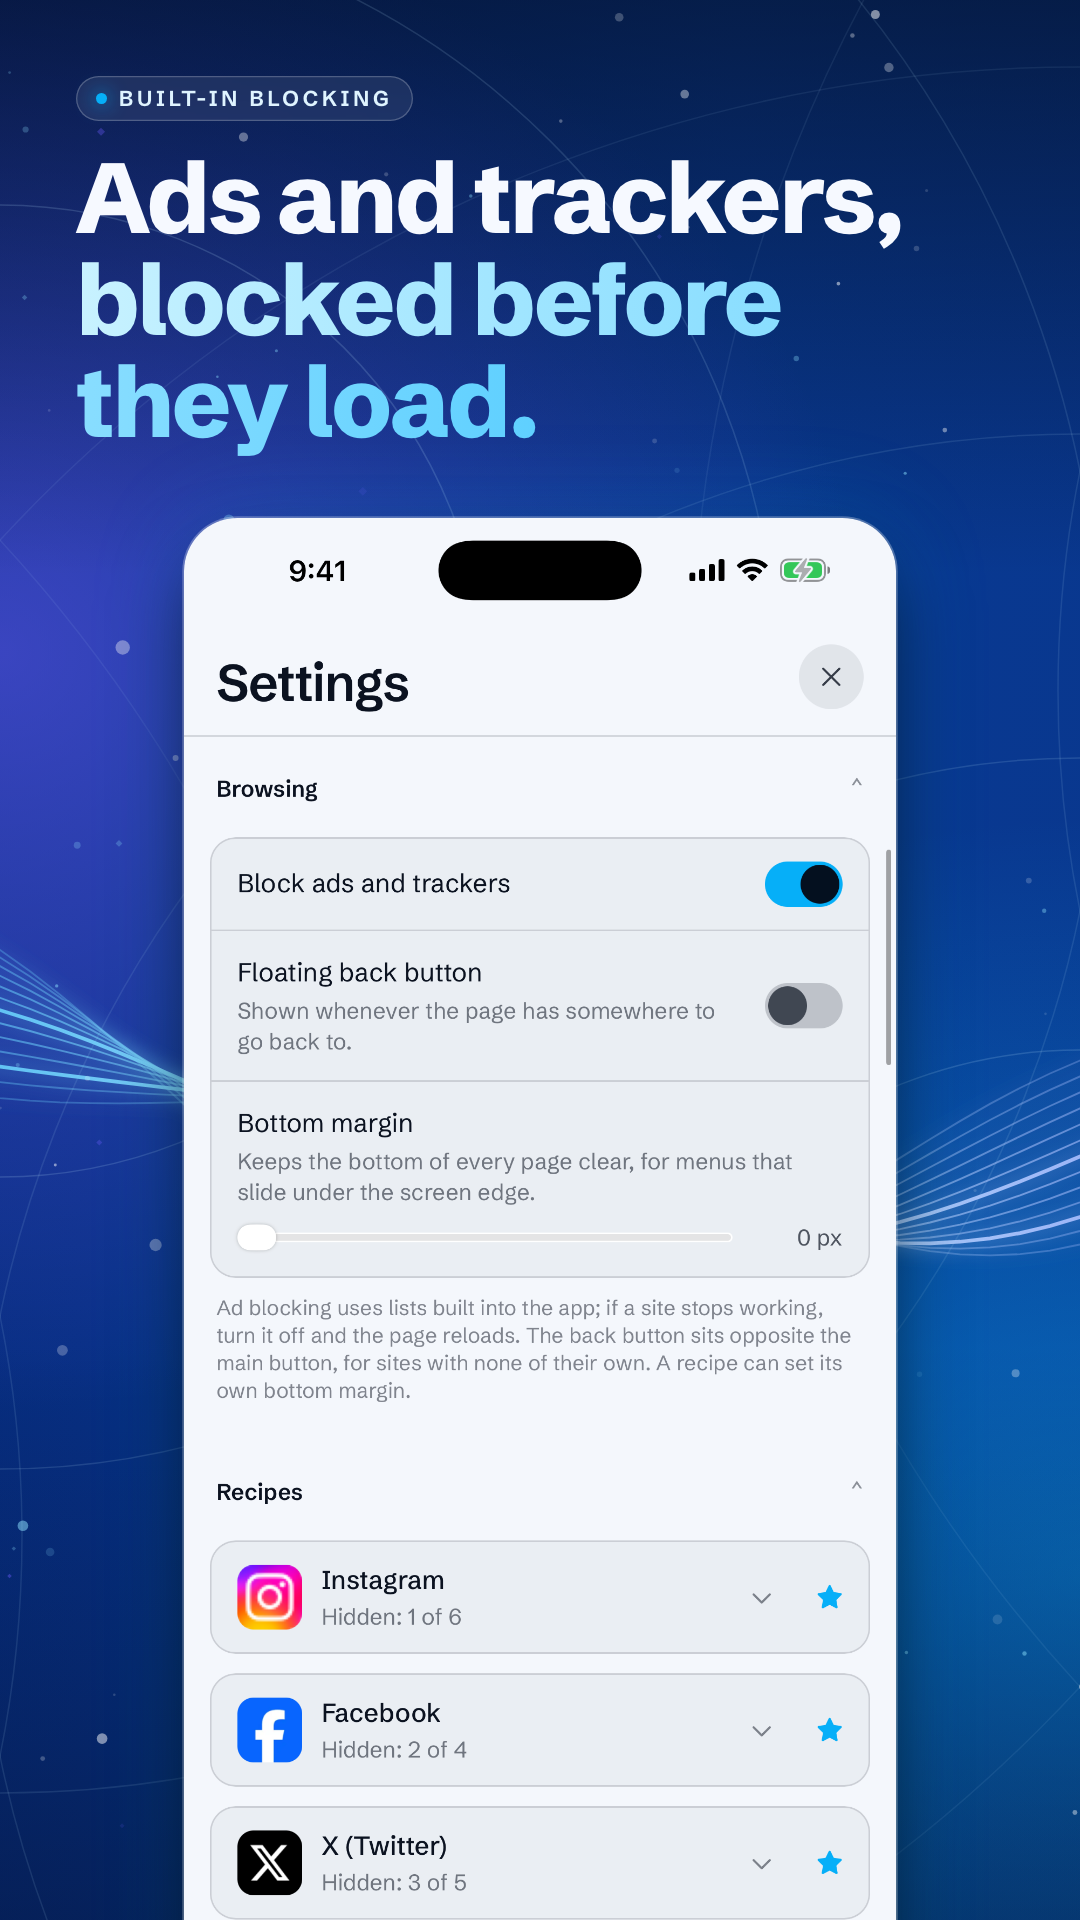 BUILT-IN BLOCKING
Ads and trackers,
blocked before
they load.
9:41
Settings
Browsing
Block ads and trackers
Floating back button
Shown whenever the page has somewhere to
go back to.
Bottom margin
Keeps the bottom of every page clear, for menus that
slide under the screen edge.
0 px
Ad blocking uses lists built into the app; if a site stops working,
turn it off and the page reloads. The back button sits opposite the
main button, for sites with none of their own. A recipe can set its
own bottom margin.
Recipes
Instagram
Hidden: 1 of 6
Facebook
Hidden: 2 of 4
X (Twitter)
Hidden: 3 of 5